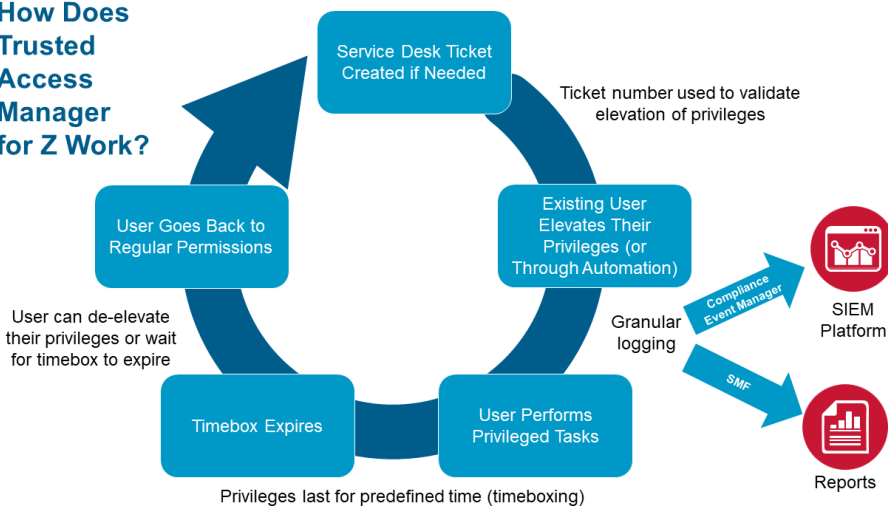 How Does
Trusted
Access
Manager
for Z Work?
Service Desk Ticket
Created if Needed
Ticket number used to validate
elevation of privileges
Existing User
Elevates Their
Privileges (or
Through Automation)
Compliance
Event Manager
SIEM
Platform
Granular
logging
SMF
Reports
User Performs
Privileged Tasks
Privileges last for predefined time (timeboxing)
Timebox Expires
User can de-elevate
their privileges or wait
for timebox to expire
User Goes Back to
Regular Permissions